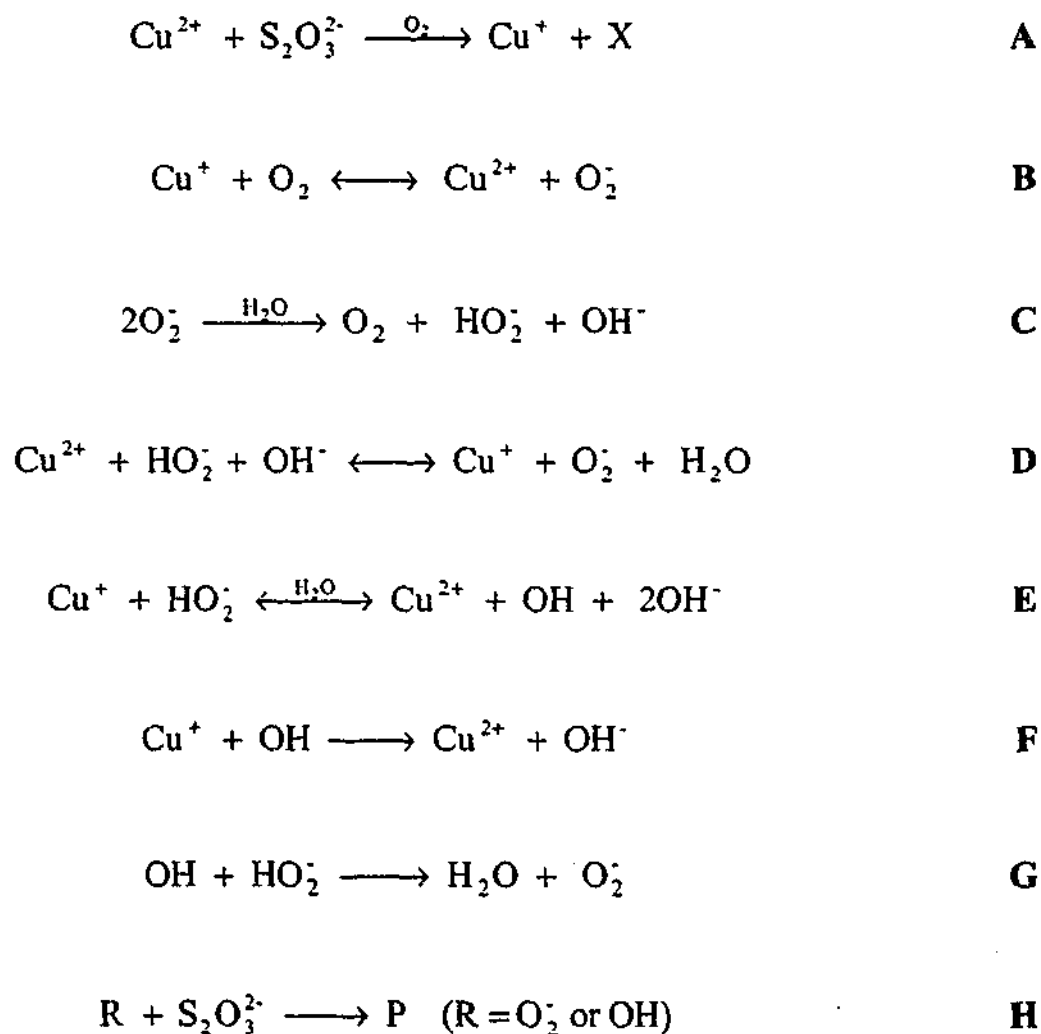 Cu²⁺ + S₂O₃²⁻ —O₂→ Cu⁺ + X A
Cu⁺ + O₂ ⟷ Cu²⁺ + O₂⁻ B
2O₂⁻ —H₂O→ O₂ + HO₂⁻ + OH⁻ C
Cu²⁺ + HO₂⁻ + OH⁻ ⟷ Cu⁺ + O₂⁻ + H₂O D
Cu⁺ + HO₂⁻ ←H₂O→ Cu²⁺ + OH + 2OH⁻ E
Cu⁺ + OH ⟶ Cu²⁺ + OH⁻ F
OH + HO₂⁻ ⟶ H₂O + O₂⁻ G
R + S₂O₃²⁻ ⟶ P (R = O₂⁻ or OH) H